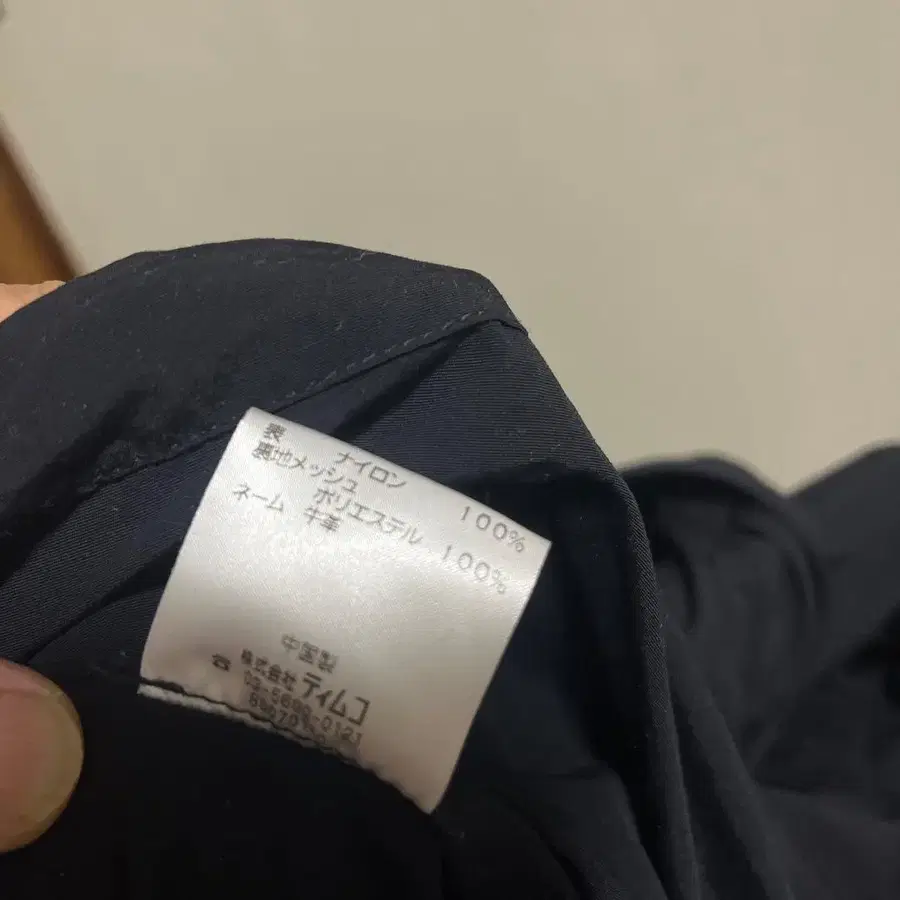 表 ナイロン 100%
裏地メッシュ
ポリエステル 100%
ネーム 牛革
中国製
株式会社 ティムコ